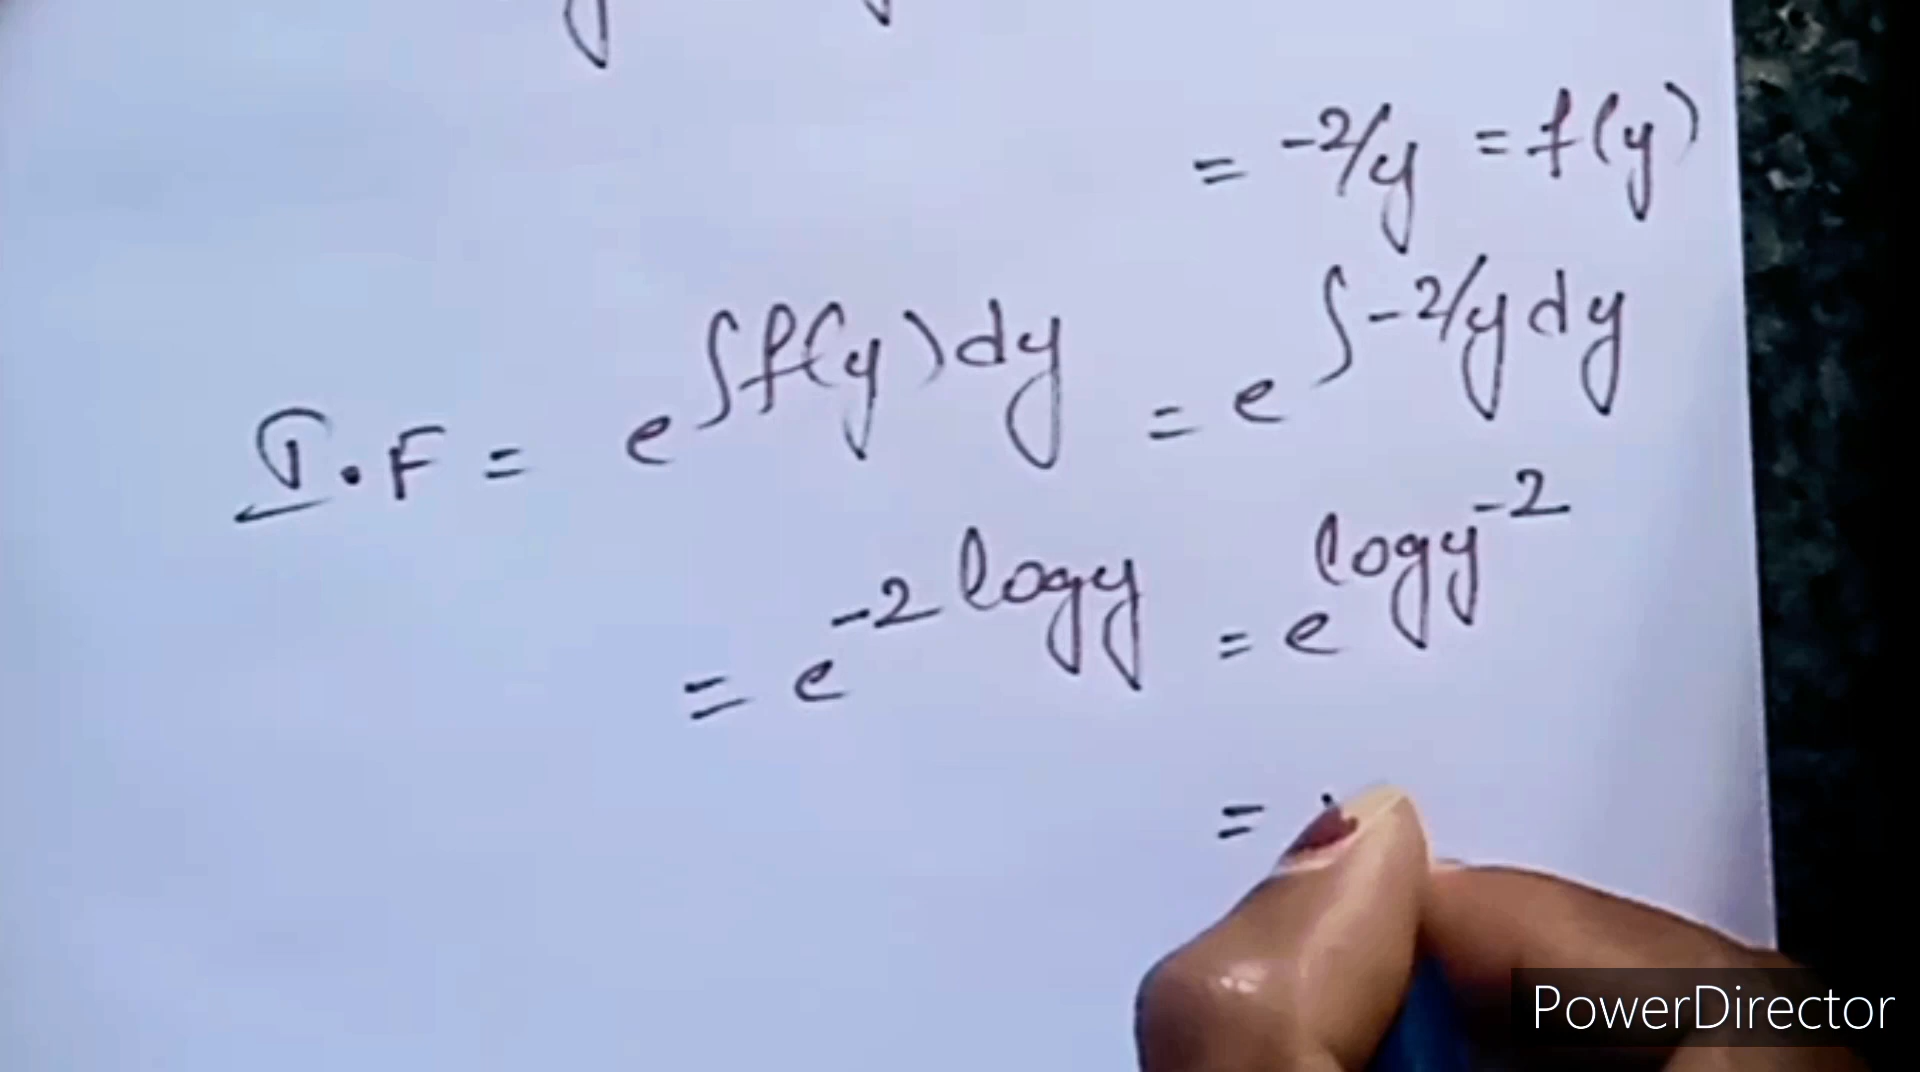 = -2/y = f(y)
I.F = e^∫f(y)dy = e^∫-2/y dy
= e^-2 log y = e^log y^-2
=
PowerDirector